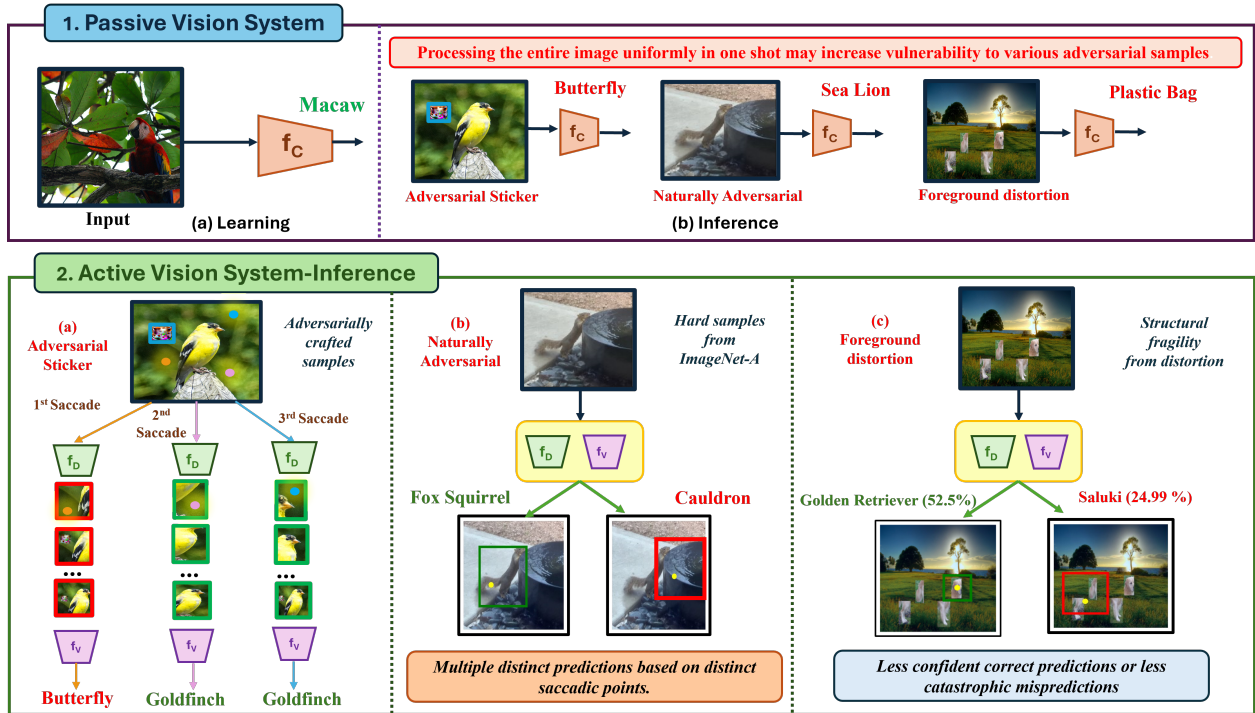 1. Passive Vision System
Processing the entire image uniformly in one shot may increase vulnerability to various adversarial samples
Macaw
f_C
Input
(a) Learning
Butterfly
f_C
Adversarial Sticker
Sea Lion
f_C
Naturally Adversarial
Plastic Bag
f_C
Foreground distortion
(b) Inference
2. Active Vision System-Inference
(a)
Adversarial
Sticker
Adversarially
crafted
samples
1st Saccade
2nd
Saccade
3rd Saccade
f_D
f_D
f_D
...
...
...
f_V
f_V
f_V
Butterfly
Goldfinch
Goldfinch
(b)
Naturally
Adversarial
Hard samples
from
ImageNet-A
f_D
f_V
Fox Squirrel
Cauldron
Multiple distinct predictions based on distinct
saccadic points.
(c)
Foreground
distortion
Structural
fragility
from distortion
f_D
f_V
Golden Retriever (52.5%)
Saluki (24.99 %)
Less confident correct predictions or less
catastrophic mispredictions